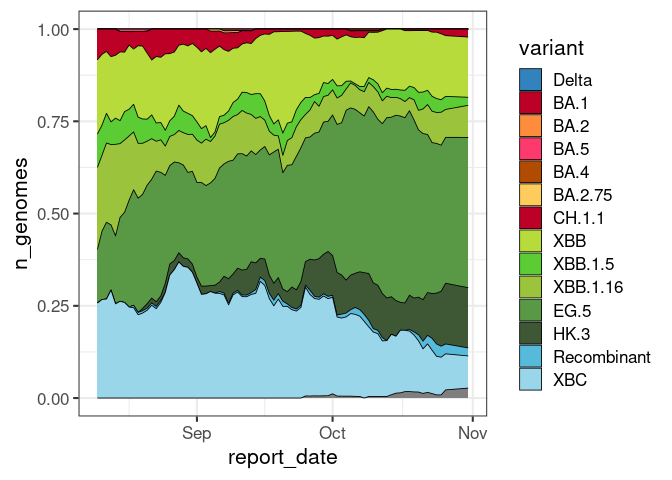 1.00
0.75
0.50
0.25
0.00
n_genomes
Sep
Oct
Nov
report_date
variant
Delta
BA.1
BA.2
BA.5
BA.4
BA.2.75
CH.1.1
XBB
XBB.1.5
XBB.1.16
EG.5
HK.3
Recombinant
XBC